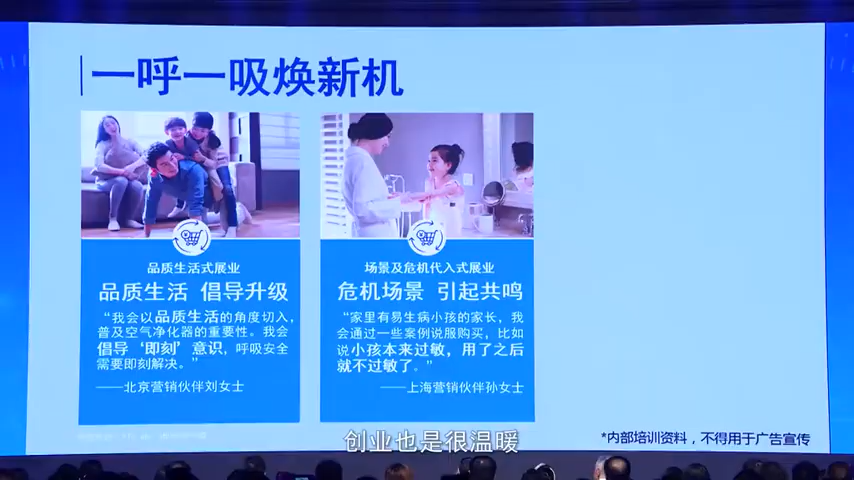 一呼一吸焕新机
品质生活式展业
品质生活 倡导升级
“我会以品质生活的角度切入，
普及空气净化器的重要性。我会
倡导‘即刻’意识，呼吸安全
需要即刻解决。”
——北京营销伙伴刘女士
场景及危机代入式展业
危机场景 引起共鸣
“家里有易生病小孩的家长，我
会通过一些案例说服购买，比如
说小孩本来过敏，用了之后
就不过敏了。”
——上海营销伙伴孙女士
*内部培训资料，不得用于广告宣传
创业也是很温暖